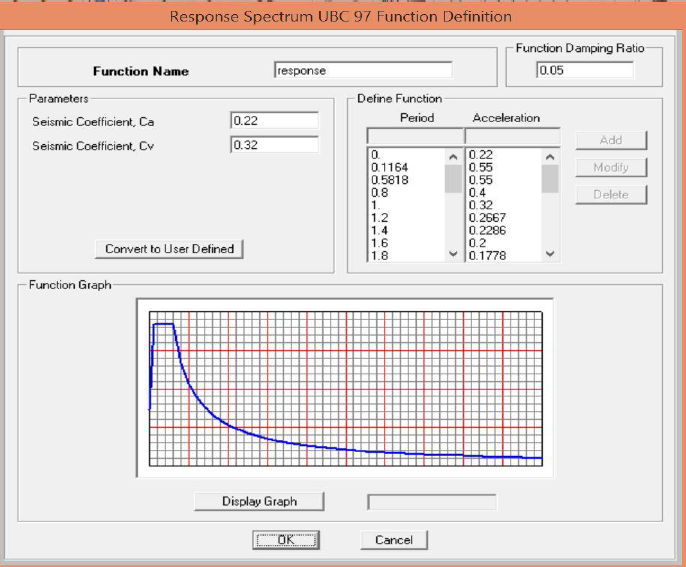 Response Spectrum UBC 97 Function Definition
Function Damping Ratio
Function Name
response
0.05
Parameters
Seismic Coefficient, Ca
0.22
Seismic Coefficient, Cv
0.32
Convert to User Defined
Define Function
Period Acceleration
0. 0.22
0.1164 0.55
0.5818 0.55
0.8 0.4
1. 0.32
1.2 0.2667
1.4 0.2286
1.6 0.2
1.8 0.1778
Add
Modify
Delete
Function Graph
Display Graph
OK
Cancel